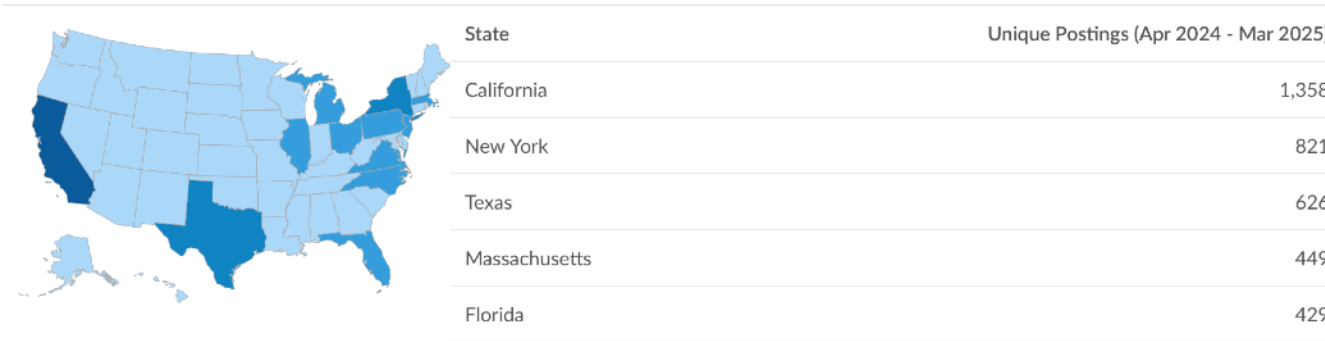 State Unique Postings (Apr 2024 - Mar 2025)
California 1,358
New York 821
Texas 626
Massachusetts 449
Florida 429